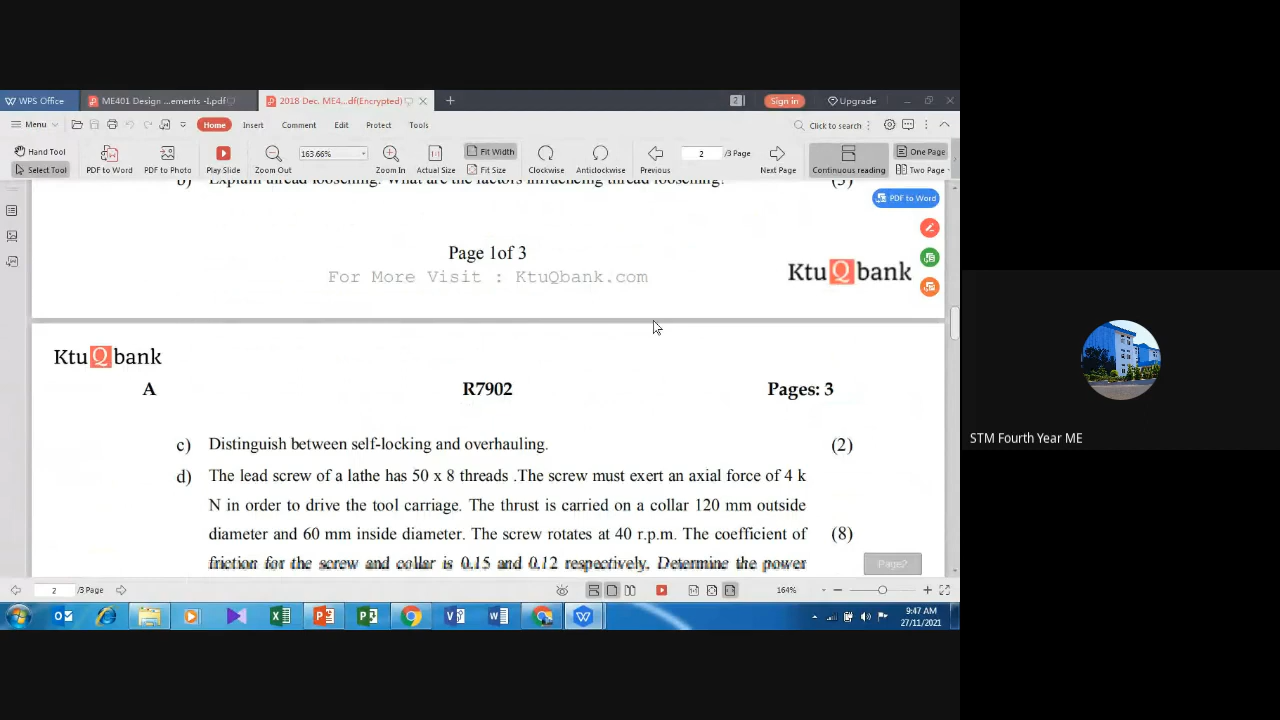 WPS Office
ME401 Design ...ements -I.pdf
2018 Dec. ME4...df(Encrypted)
2
Sign in
Upgrade
Menu
Home
Insert
Comment
Edit
Protect
Tools
Click to search
Hand Tool
Select Tool
PDF to Word
PDF to Photo
Play Slide
Zoom Out
163.66%
Zoom In
Actual Size
Fit Width
Fit Size
Clockwise
Anticlockwise
Previous
2 /3 Page
Next Page
Continuous reading
One Page
Two Page
b) Explain thread loosening. What are the factors influencing thread loosening? (3)
PDF to Word
Page 1of 3
For More Visit : KtuQbank.com
KtuQbank
KtuQbank
A R7902 Pages: 3
c) Distinguish between self-locking and overhauling. (2)
d) The lead screw of a lathe has 50 x 8 threads .The screw must exert an axial force of 4 k
N in order to drive the tool carriage. The thrust is carried on a collar 120 mm outside
diameter and 60 mm inside diameter. The screw rotates at 40 r.p.m. The coefficient of (8)
friction for the screw and collar is 0.15 and 0.12 respectively. Determine the power
Page2
2 /3 Page
164%
9:47 AM
27/11/2021
STM Fourth Year ME